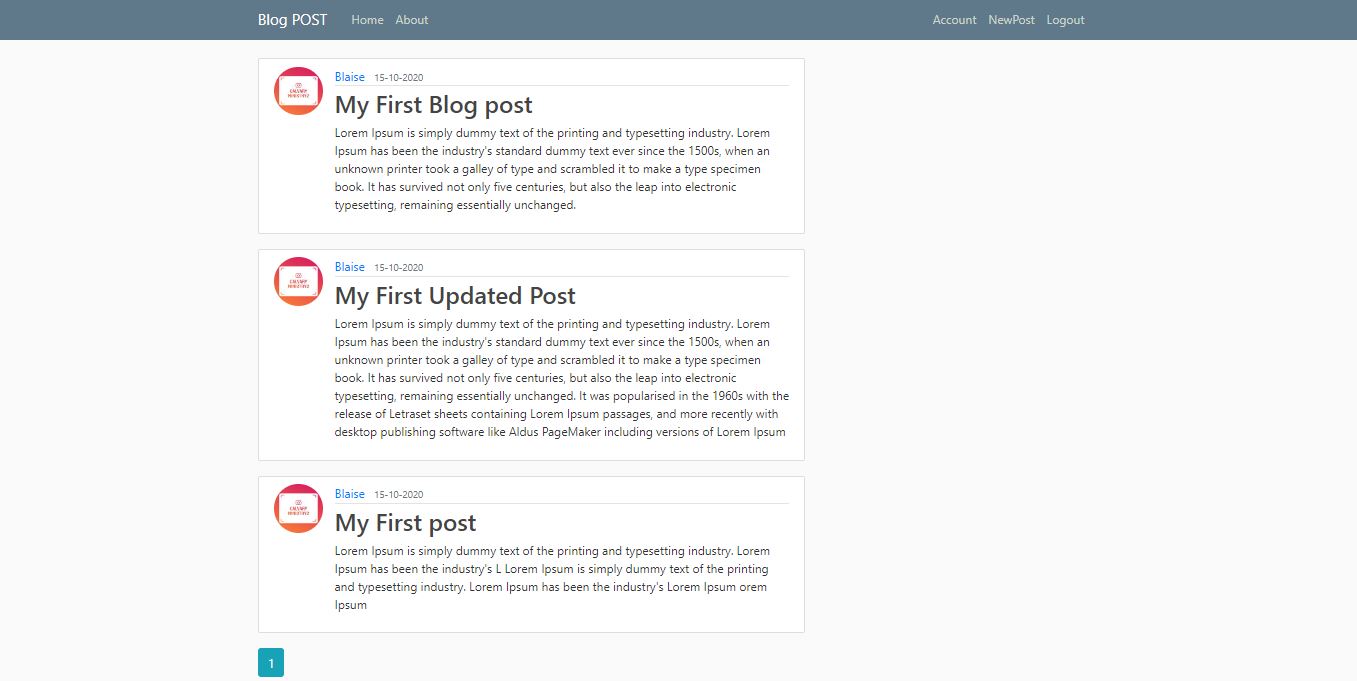 Blog POST Home About Account NewPost Logout
Blaise 15-10-2020
My First Blog post
Lorem Ipsum is simply dummy text of the printing and typesetting industry. Lorem
Ipsum has been the industry's standard dummy text ever since the 1500s, when an
unknown printer took a galley of type and scrambled it to make a type specimen
book. It has survived not only five centuries, but also the leap into electronic
typesetting, remaining essentially unchanged.
Blaise 15-10-2020
My First Updated Post
Lorem Ipsum is simply dummy text of the printing and typesetting industry. Lorem
Ipsum has been the industry's standard dummy text ever since the 1500s, when an
unknown printer took a galley of type and scrambled it to make a type specimen
book. It has survived not only five centuries, but also the leap into electronic
typesetting, remaining essentially unchanged. It was popularised in the 1960s with the
release of Letraset sheets containing Lorem Ipsum passages, and more recently with
desktop publishing software like Aldus PageMaker including versions of Lorem Ipsum
Blaise 15-10-2020
My First post
Lorem Ipsum is simply dummy text of the printing and typesetting industry. Lorem
Ipsum has been the industry's L Lorem Ipsum is simply dummy text of the printing
and typesetting industry. Lorem Ipsum has been the industry's Lorem Ipsum orem
Ipsum
1